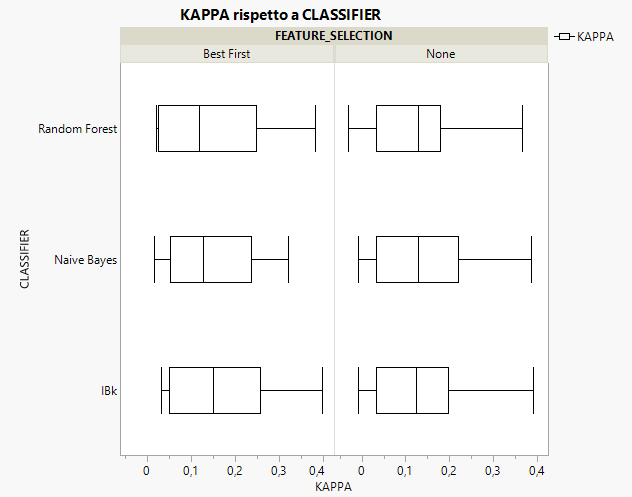 KAPPA rispetto a CLASSIFIER
FEATURE_SELECTION
Best First
None
KAPPA
Random Forest
Naive Bayes
IBk
CLASSIFIER
0 0,1 0,2 0,3 0,4
0 0,1 0,2 0,3 0,4
KAPPA